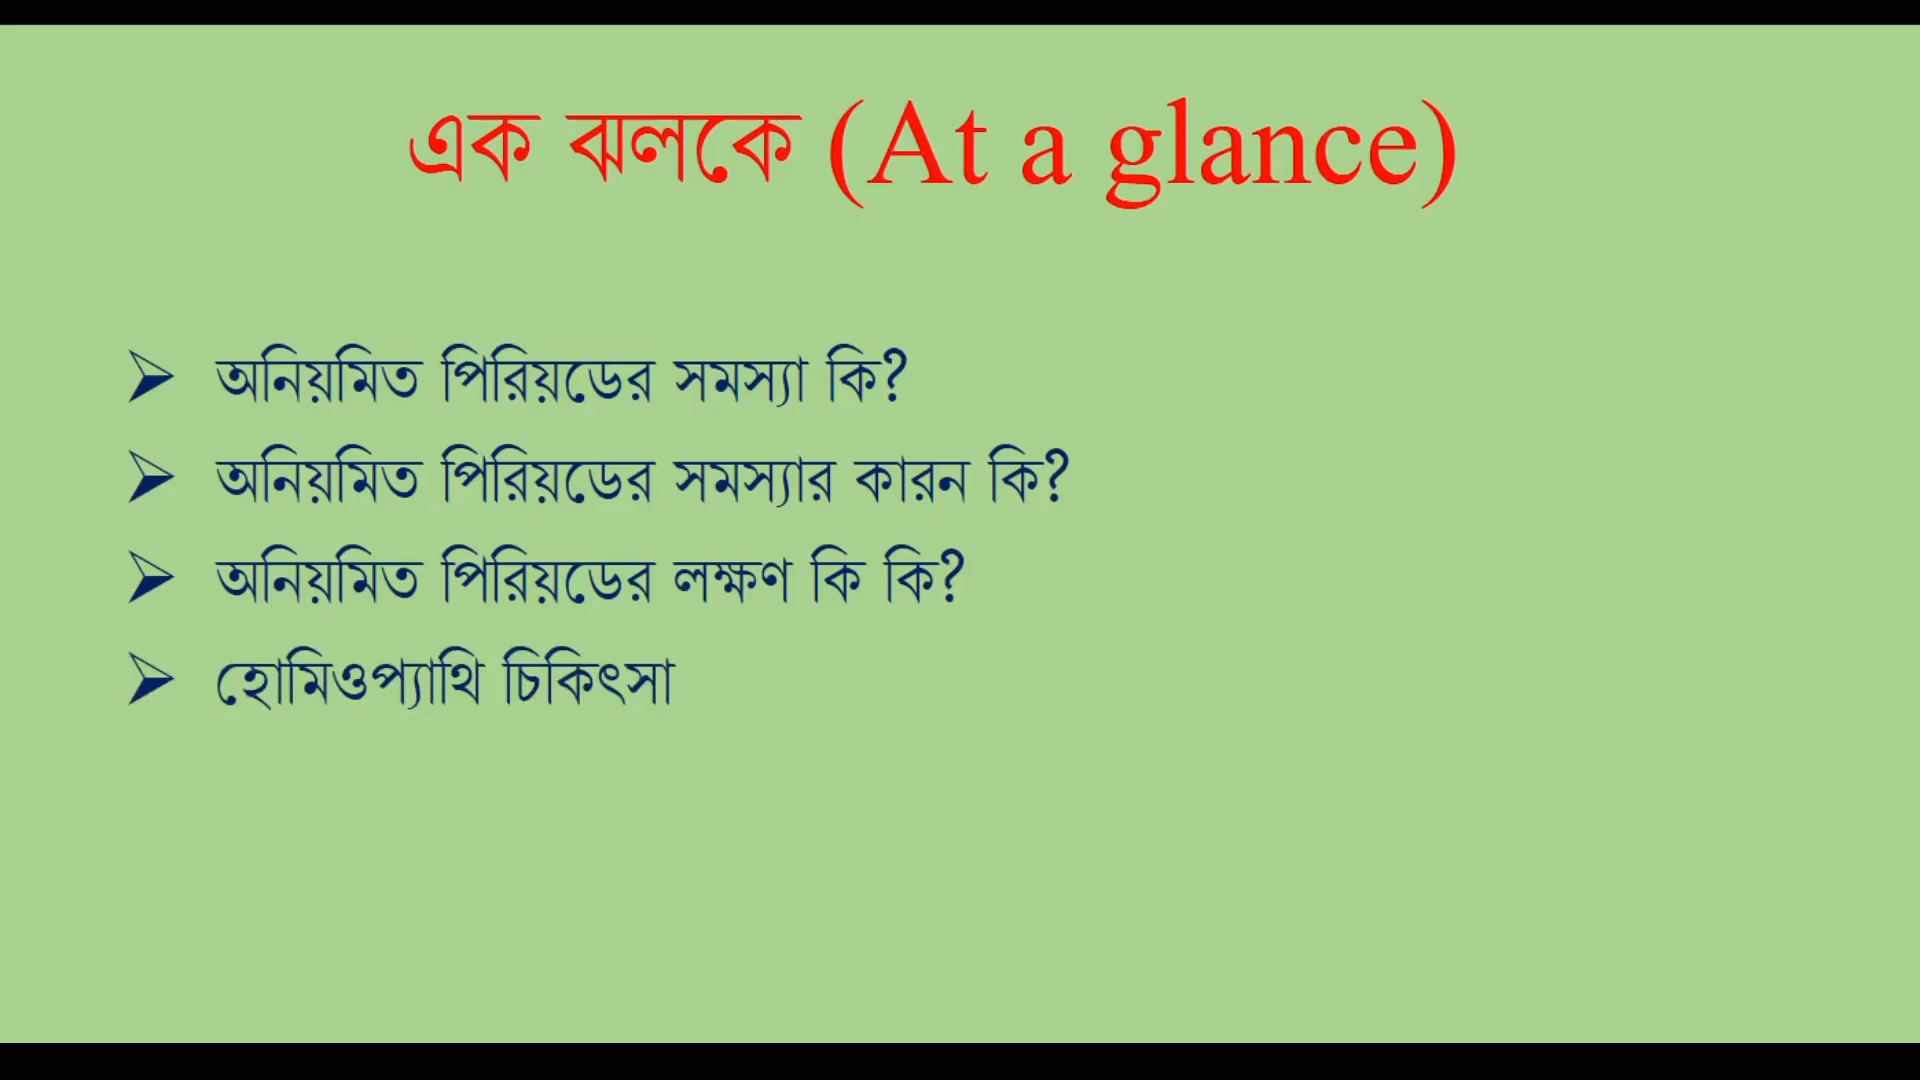 এক ঝলকে (At a glance)
➢ অনিয়মিত পিরিয়ডের সমস্যা কি?
➢ অনিয়মিত পিরিয়ডের সমস্যার কারন কি?
➢ অনিয়মিত পিরিয়ডের লক্ষণ কি কি?
➢ হোমিওপ্যাথি চিকিৎসা